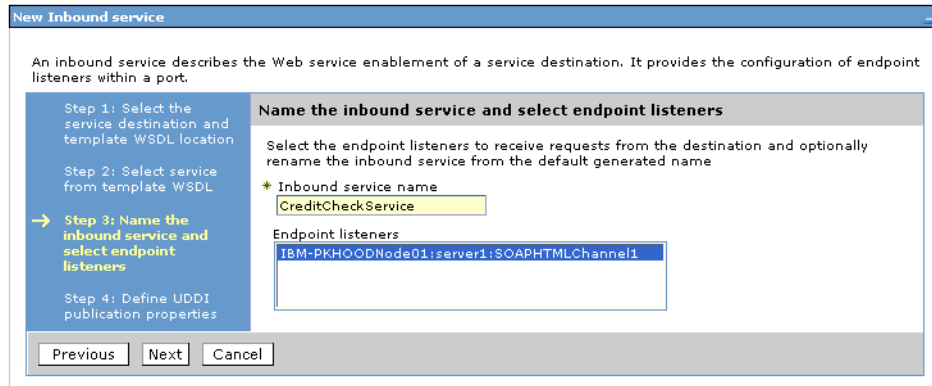 New Inbound service
An inbound service describes the Web service enablement of a service destination. It provides the configuration of endpoint
listeners within a port.
Step 1: Select the
service destination and
template WSDL location
Step 2: Select service
from template WSDL
Step 3: Name the
inbound service and
select endpoint
listeners
Step 4: Define UDDI
publication properties
Name the inbound service and select endpoint listeners
Select the endpoint listeners to receive requests from the destination and optionally
rename the inbound service from the default generated name
* Inbound service name
CreditCheckService
Endpoint listeners
IBM-PKHOODNode01:server1:SOAPHTMLChannel1
Previous Next Cancel